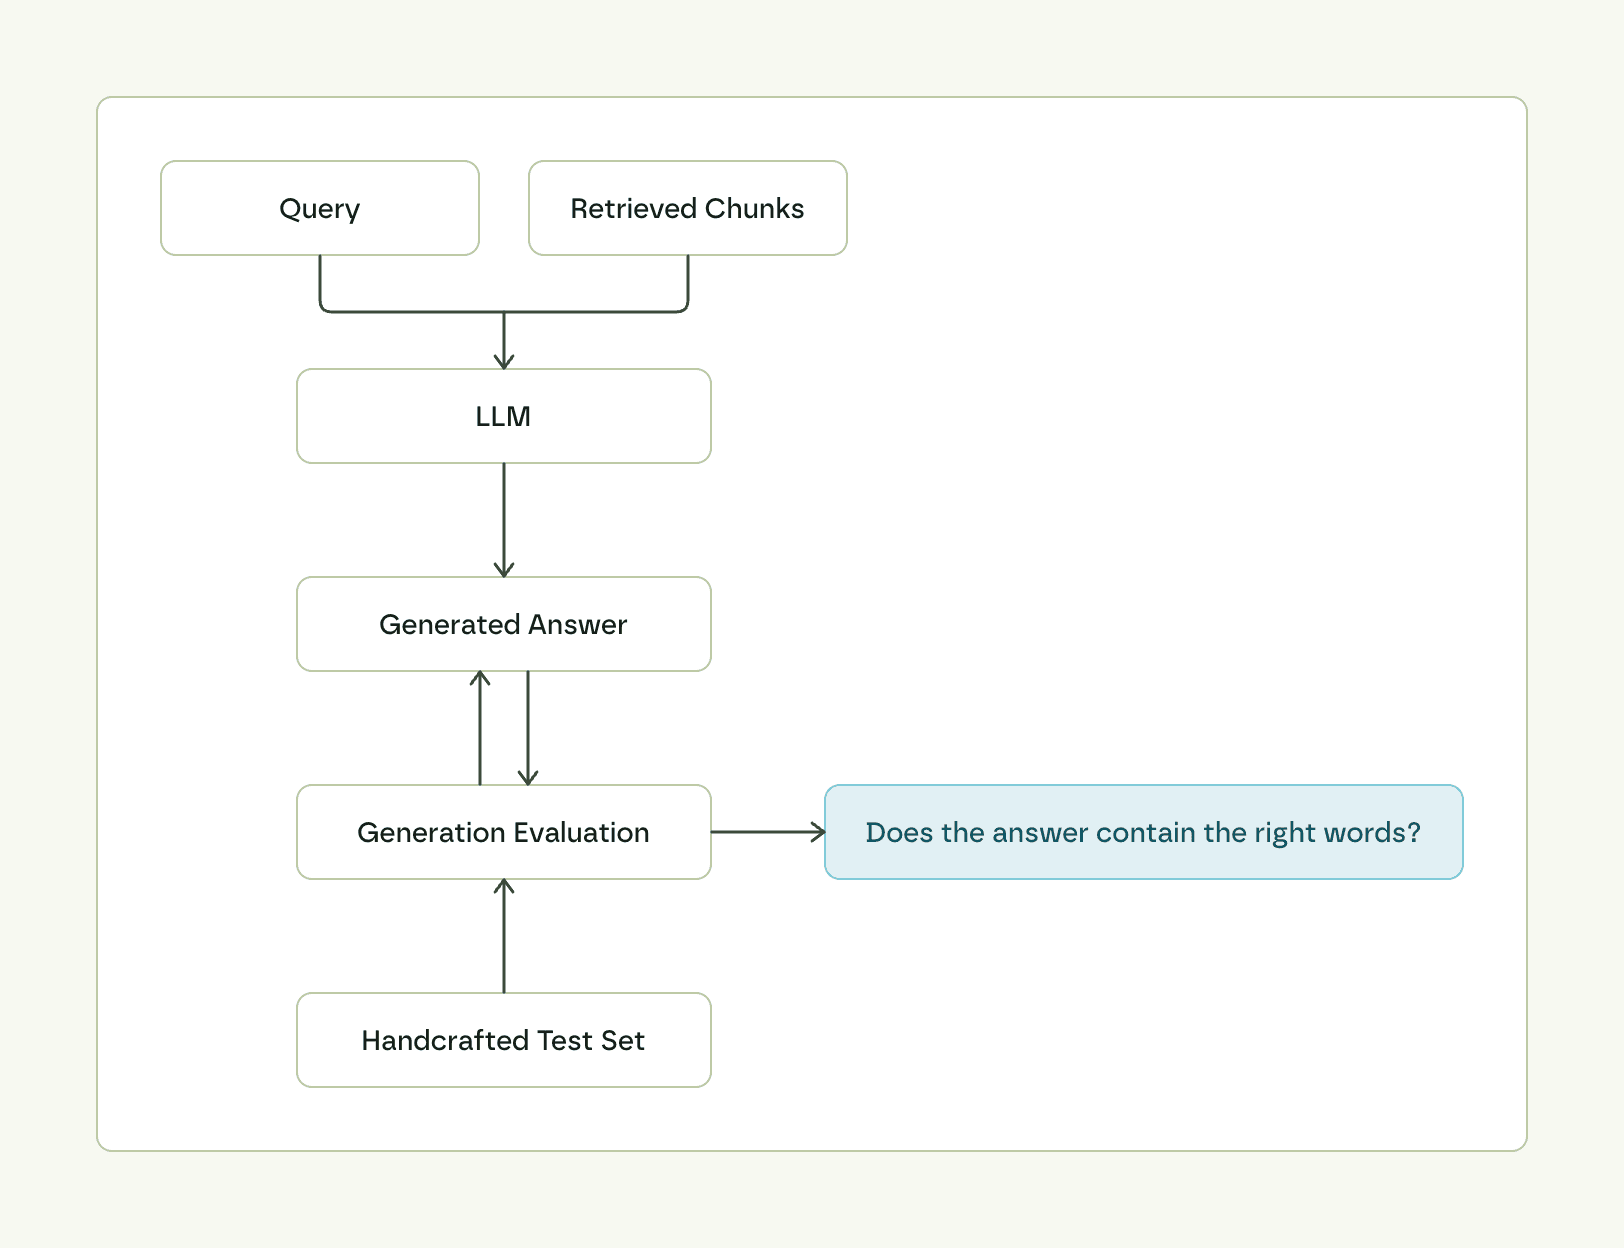 Query
Retrieved Chunks
LLM
Generated Answer
Generation Evaluation
Does the answer contain the right words?
Handcrafted Test Set